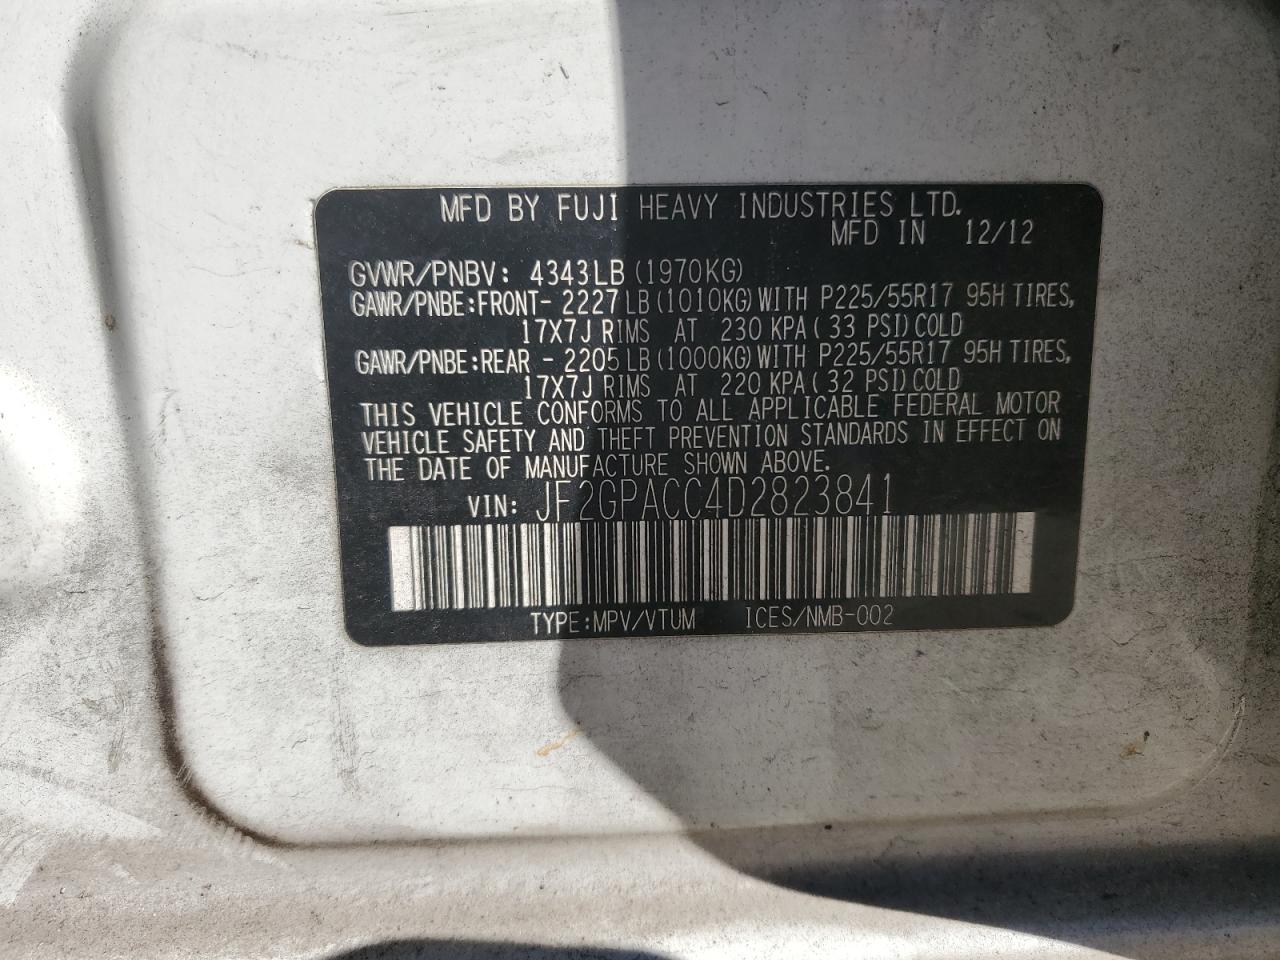 MFD BY FUJI HEAVY INDUSTRIES LTD.
MFD IN 12/12
GVWR/PNBV: 4343LB (1970KG)
GAWR/PNBE:FRONT- 2227 LB (1010KG) WITH P225/55R17 95H TIRES,
17X7J RIMS AT 230 KPA ( 33 PSI) COLD
GAWR/PNBE:REAR - 2205 LB (1000KG) WITH P225/55R17 95H TIRES,
17X7J RIMS AT 220 KPA ( 32 PSI) COLD
THIS VEHICLE CONFORMS TO ALL APPLICABLE FEDERAL MOTOR
VEHICLE SAFETY AND THEFT PREVENTION STANDARDS IN EFFECT ON
THE DATE OF MANUFACTURE SHOWN ABOVE.
VIN: JF2GPACC4D2823841
TYPE:MPV/VTUM ICES/NMB-002